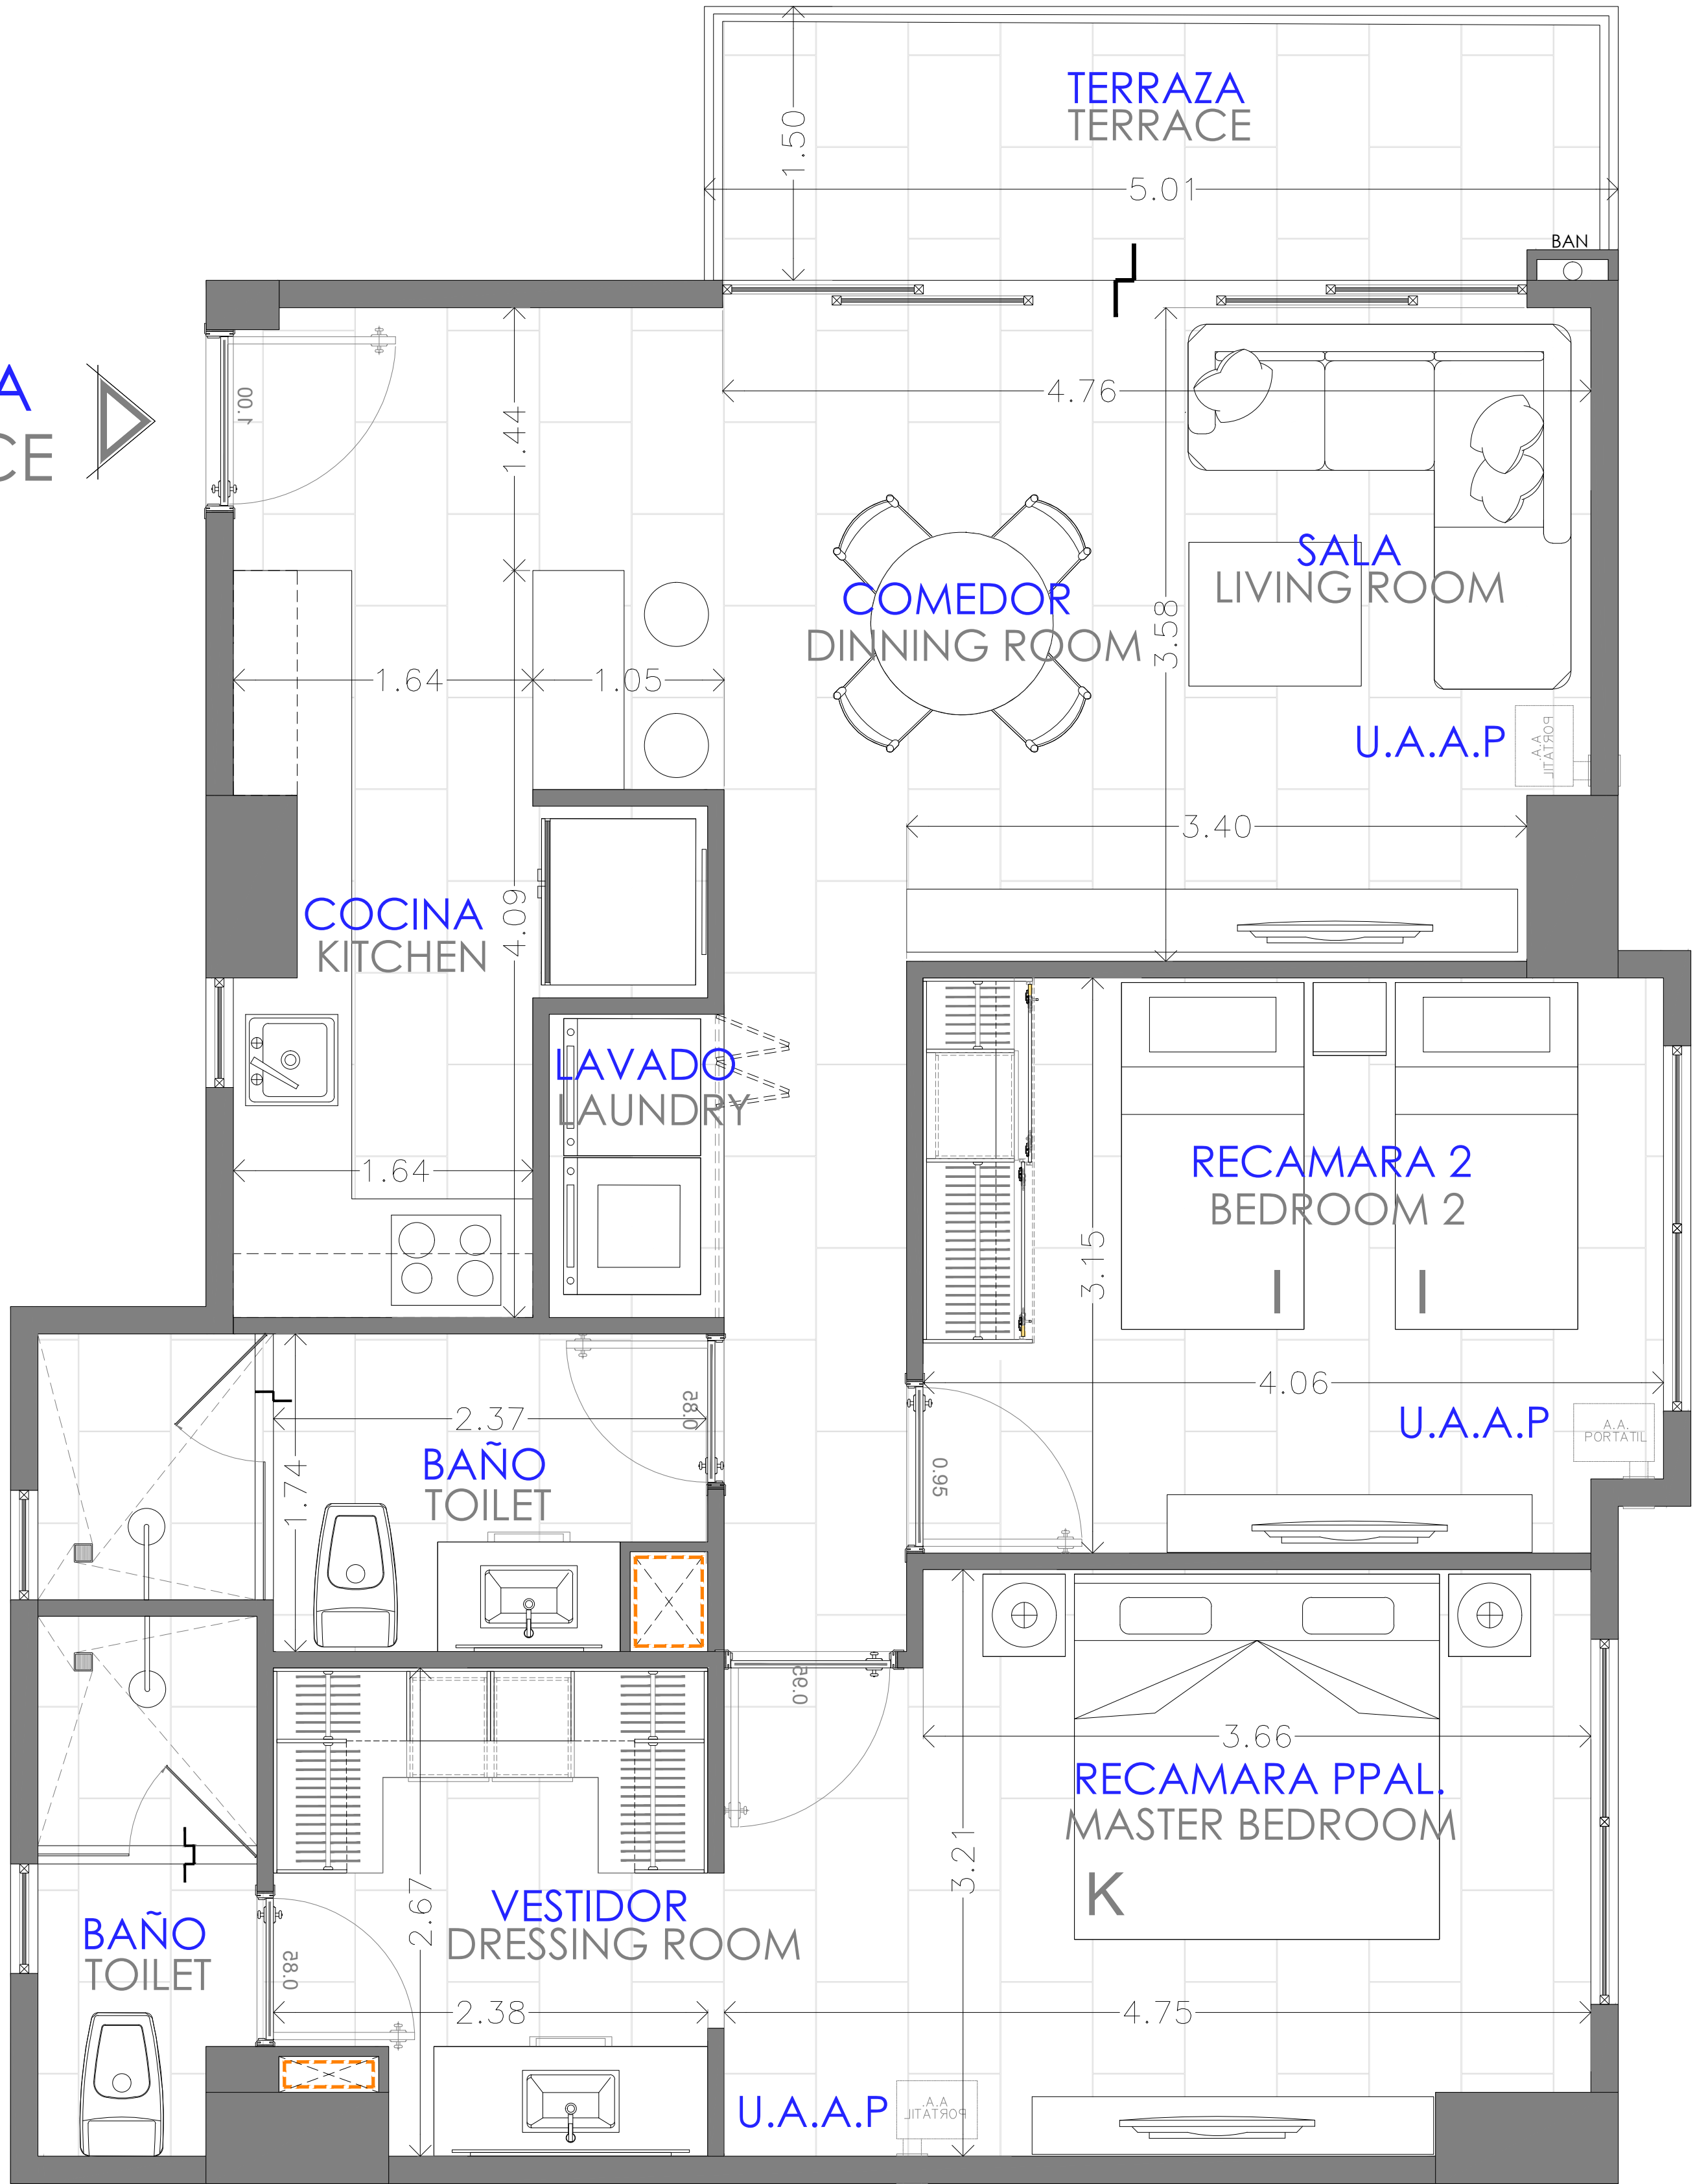 TERRAZA
TERRACE
1.50
5.01
BAN
A
CE
1.00
1.44
4.76
SALA
LIVING ROOM
COMEDOR
DINNING ROOM
3.58
1.64
1.05
U.A.A.P
A.A.
PORTATIL
3.40
COCINA
KITCHEN
4.09
LAVADO
LAUNDRY
1.64
RECAMARA 2
BEDROOM 2
3.15
4.06
U.A.A.P
A.A.
PORTATIL
2.37
0.85
BAÑO
TOILET
1.74
0.95
0.95
3.66
RECAMARA PPAL.
MASTER BEDROOM
K
3.21
2.67
VESTIDOR
DRESSING ROOM
BAÑO
TOILET
0.85
2.38
4.75
U.A.A.P
A.A.
PORTATIL